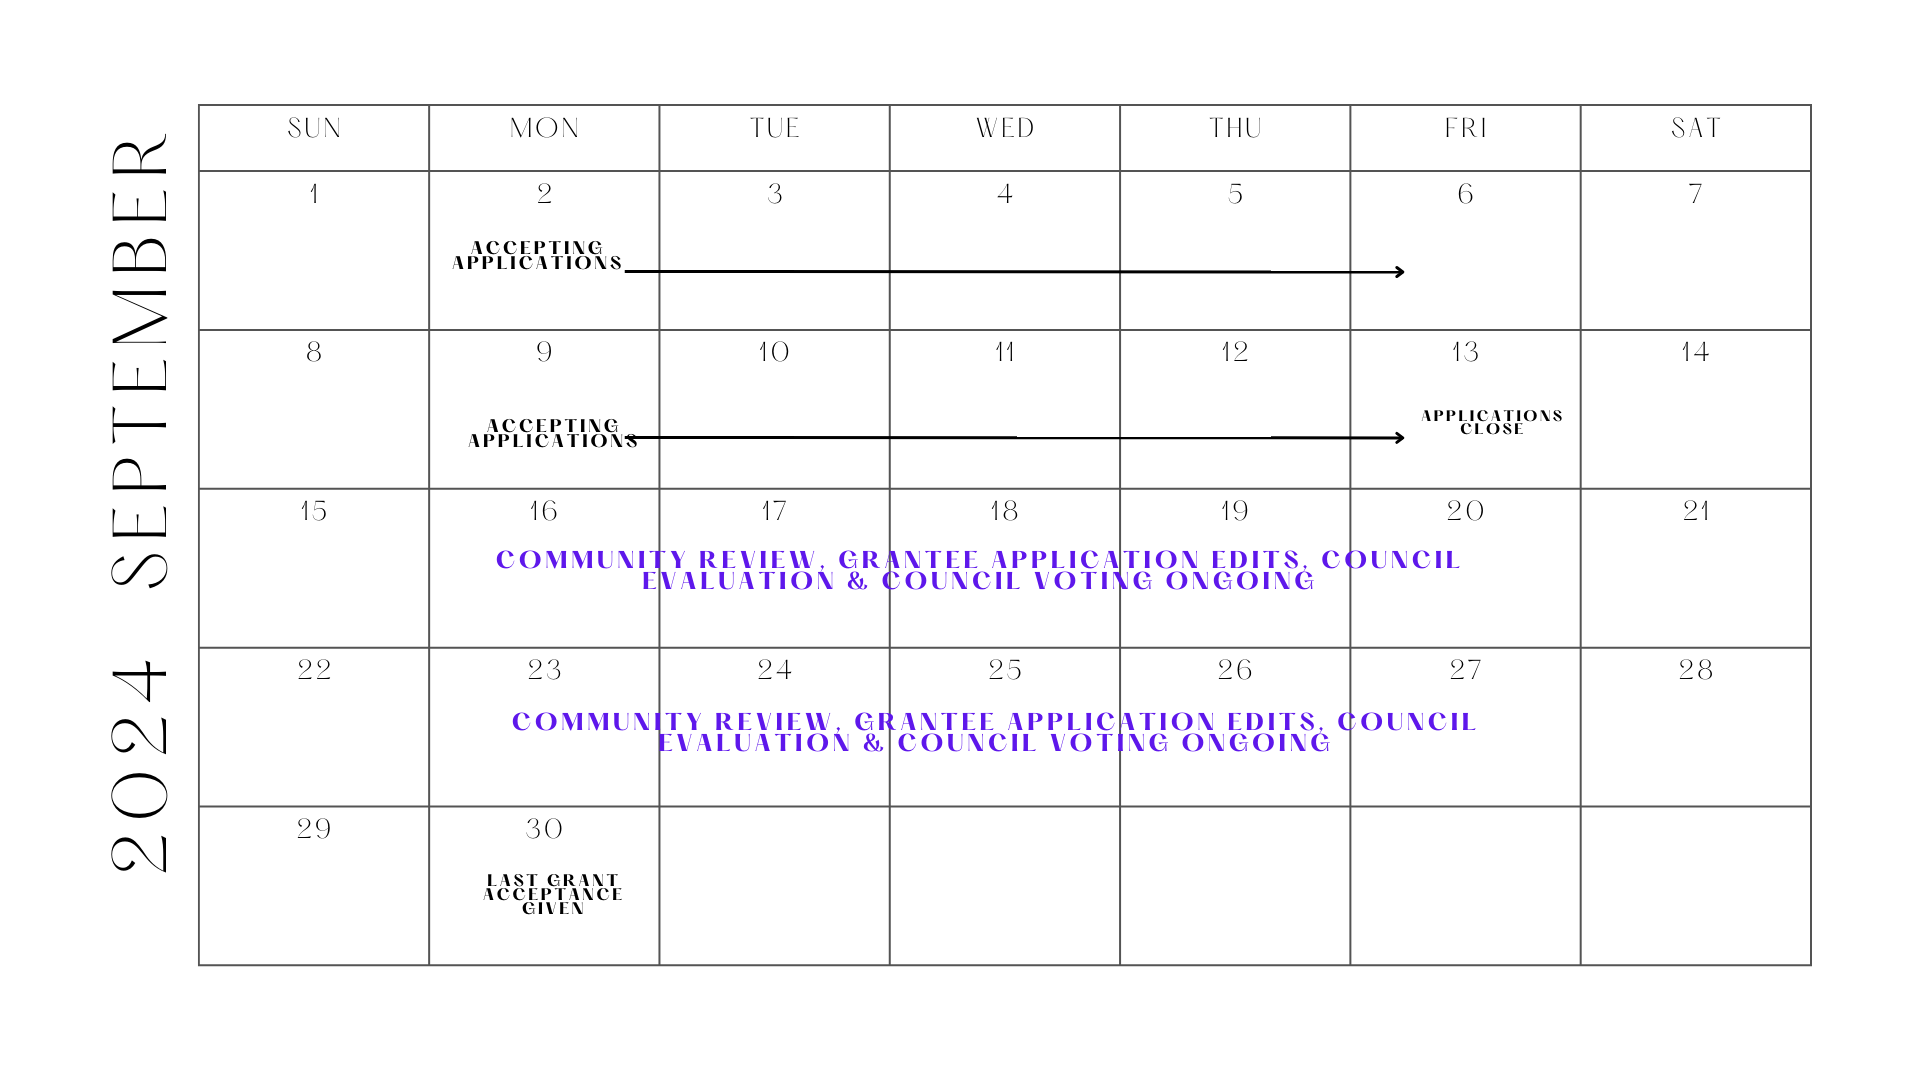 2024 SEPTEMBER
SUN MON TUE WED THU FRI SAT
1 2 3 4 5 6 7
ACCEPTING
APPLICATIONS
8 9 10 11 12 13 14
ACCEPTING
APPLICATIONS
APPLICATIONS
CLOSE
15 16 17 18 19 20 21
COMMUNITY REVIEW, GRANTEE APPLICATION EDITS, COUNCIL
EVALUATION & COUNCIL VOTING ONGOING
22 23 24 25 26 27 28
COMMUNITY REVIEW, GRANTEE APPLICATION EDITS, COUNCIL
EVALUATION & COUNCIL VOTING ONGOING
29 30
LAST GRANT
ACCEPTANCE
GIVEN